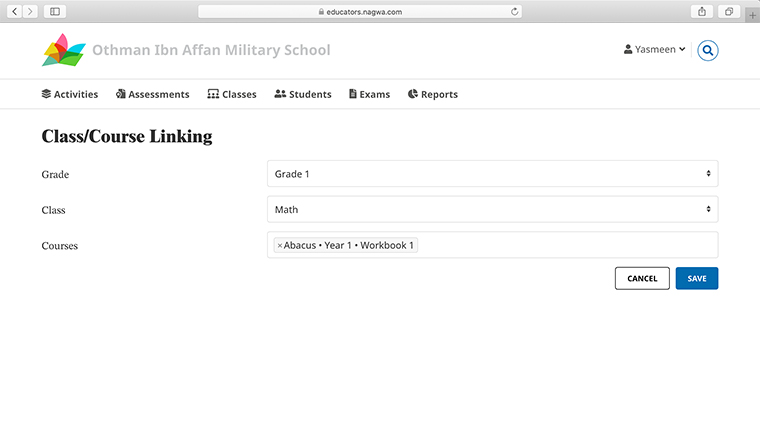 educators.nagwa.com
Othman Ibn Affan Military School
Yasmeen
Activities Assessments Classes Students Exams Reports
Class/Course Linking
Grade Grade 1
Class Math
Courses ×Abacus • Year 1 • Workbook 1
CANCEL SAVE